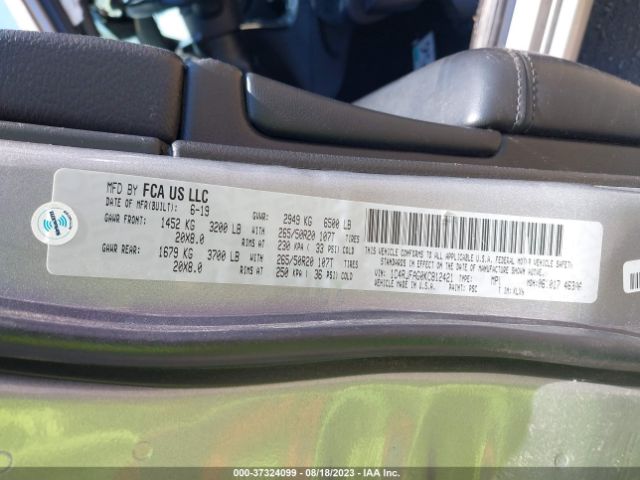 MFD BY FCA US LLC
DATE OF MFR(BUILT): 6-19 GVWR: 2949 KG 6500 LB
GAWR FRONT: 1452 KG 3200 LB WITH 265/50R20 107T TIRES
20X8.0 RIMS AT 230 KPA ( 33 PSI) COLD
GAWR REAR: 1679 KG 3700 LB WITH 265/50R20 107T TIRES
20X8.0 RIMS AT 250 KPA ( 36 PSI) COLD
THIS VEHICLE CONFORMS TO ALL APPLICABLE U.S.A. FEDERAL MOTOR VEHICLE SAFETY
STANDARDS IN EFFECT ON THE DATE OF MANUFACTURE SHOWN ABOVE.
TYPE: MPV
VEHICLE MADE IN U.S.A. PAINT: PSC
000-37324099 — 08/18/2023 — IAA Inc.